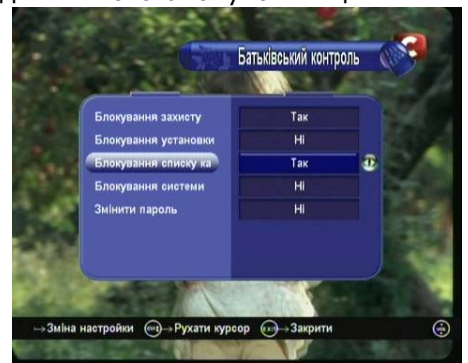 Батьківський контроль
Блокування захисту Так
Блокування установки Ні
Блокування списку ка Так
Блокування системи Ні
Змінити пароль Ні
→Зміна настройки →Рухати курсор →Закрити